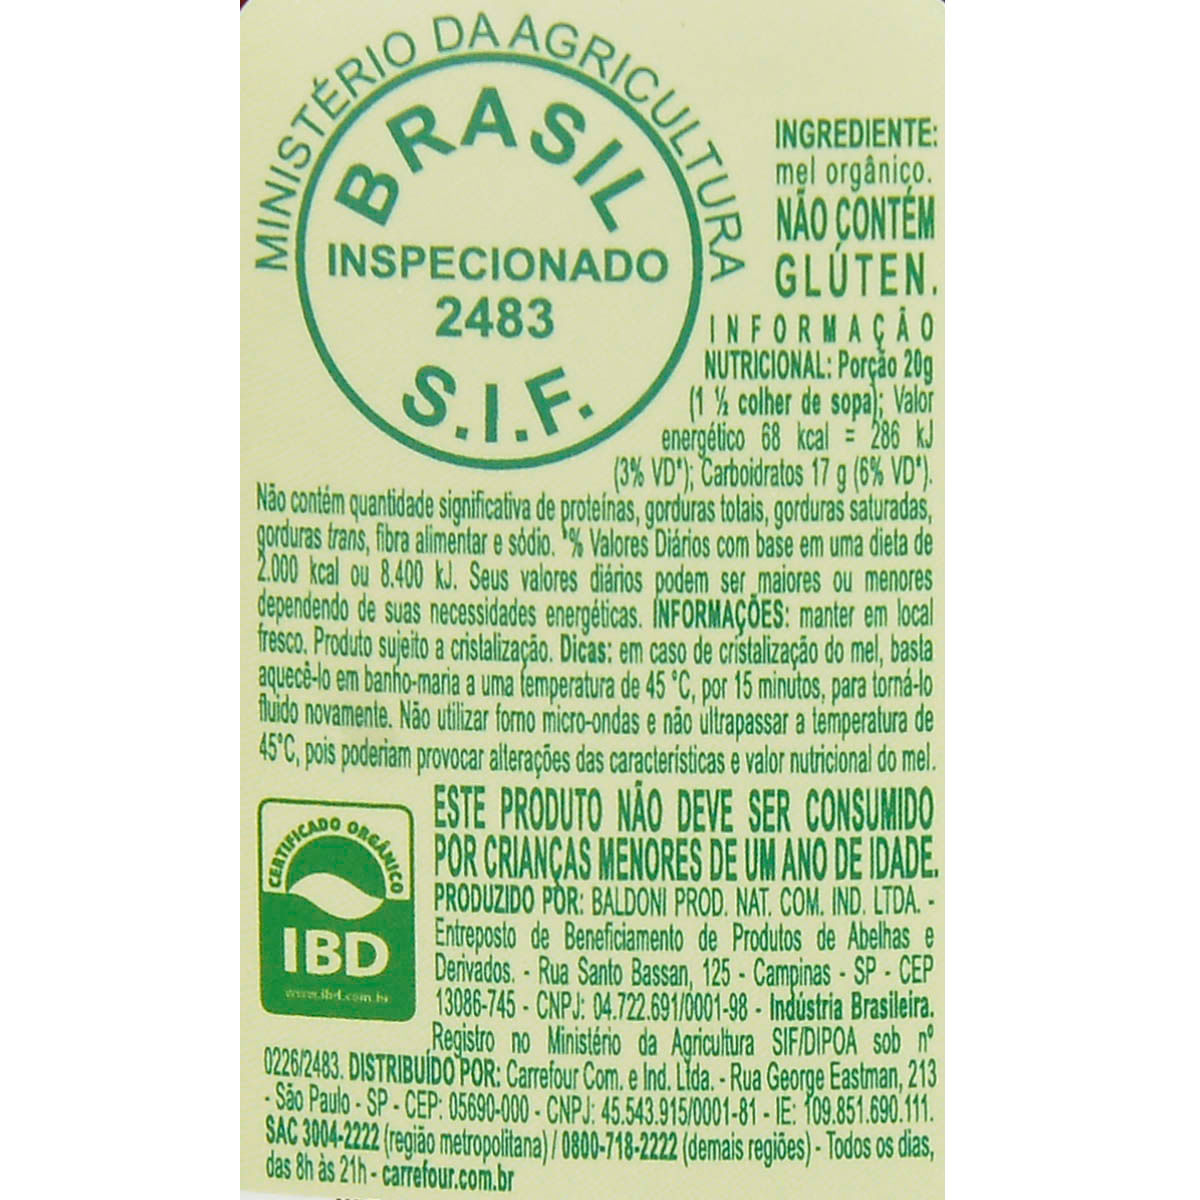 MINISTÉRIO DA AGRICULTURA
BRASIL
INSPECIONADO
2483
S.I.F.
INGREDIENTE:
mel orgânico.
NÃO CONTÉM
GLÚTEN.
INFORMAÇÃO
NUTRICIONAL: Porção 20g
(1 ½ colher de sopa); Valor
energético 68 kcal = 286 kJ
(3% VD*); Carboidratos 17 g (6% VD*).
Não contém quantidade significativa de proteínas, gorduras totais, gorduras saturadas,
gorduras trans, fibra alimentar e sódio. *% Valores Diários com base em uma dieta de
2.000 kcal ou 8.400 kJ. Seus valores diários podem ser maiores ou menores
dependendo de suas necessidades energéticas. INFORMAÇÕES: manter em local
fresco. Produto sujeito a cristalização. Dicas: em caso de cristalização do mel, basta
aquecê-lo em banho-maria a uma temperatura de 45 °C, por 15 minutos, para torná-lo
fluido novamente. Não utilizar forno micro-ondas e não ultrapassar a temperatura de
45°C, pois poderiam provocar alterações das características e valor nutricional do mel.
ESTE PRODUTO NÃO DEVE SER CONSUMIDO
POR CRIANÇAS MENORES DE UM ANO DE IDADE.
CERTIFICADO ORGÂNICO
IBD
www.ibd.com.br
PRODUZIDO POR: BALDONI PROD. NAT. COM. IND. LTDA. -
Entreposto de Beneficiamento de Produtos de Abelhas e
Derivados. - Rua Santo Bassan, 125 - Campinas - SP - CEP
13086-745 - CNPJ: 04.722.691/0001-98 - Indústria Brasileira.
Registro no Ministério da Agricultura SIF/DIPOA sob nº
0226/2483. DISTRIBUÍDO POR: Carrefour Com. e Ind. Ltda. - Rua George Eastman, 213
- São Paulo - SP - CEP: 05690-000 - CNPJ: 45.543.915/0001-81 - IE: 109.851.690.111.
SAC 3004-2222 (região metropolitana) / 0800-718-2222 (demais regiões) - Todos os dias,
das 8h às 21h - carrefour.com.br